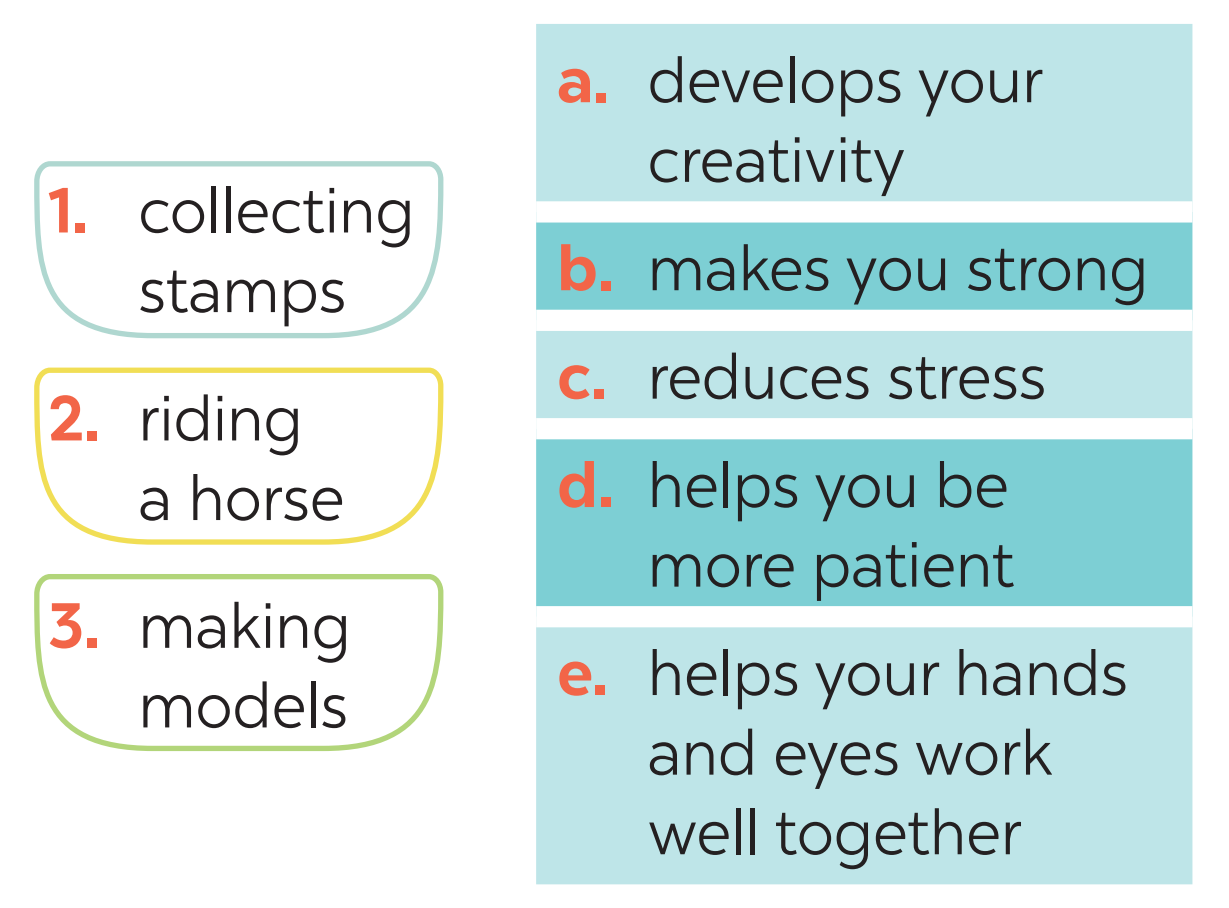 1. collecting
stamps
2. riding
a horse
3. making
models
a. develops your
creativity
b. makes you strong
c. reduces stress
d. helps you be
more patient
e. helps your hands
and eyes work
well together